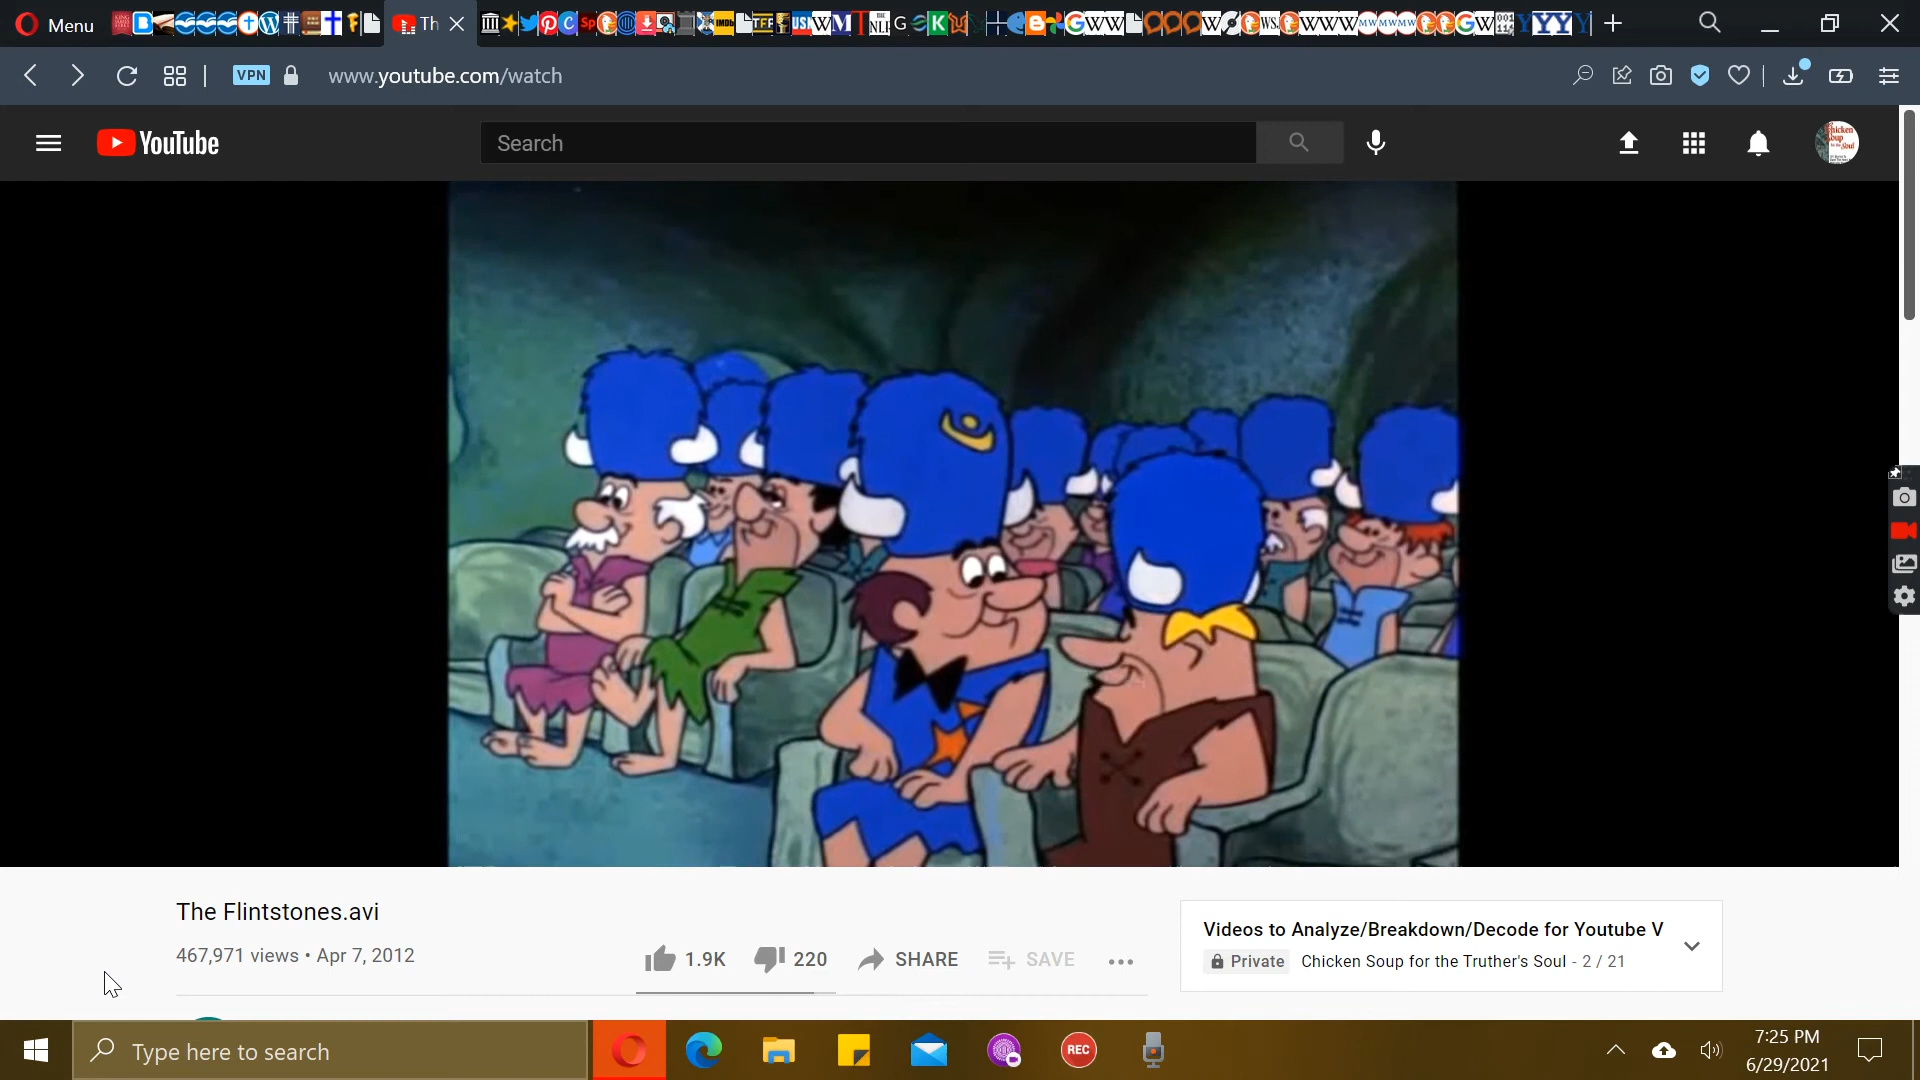 Menu
Th
VPN
www.youtube.com/watch
YouTube
Search
The Flintstones.avi
467,971 views • Apr 7, 2012
1.9K
220
SHARE
SAVE
Videos to Analyze/Breakdown/Decode for Youtube V
Private
Chicken Soup for the Truther's Soul - 2 / 21
Type here to search
REC
7:25 PM
6/29/2021